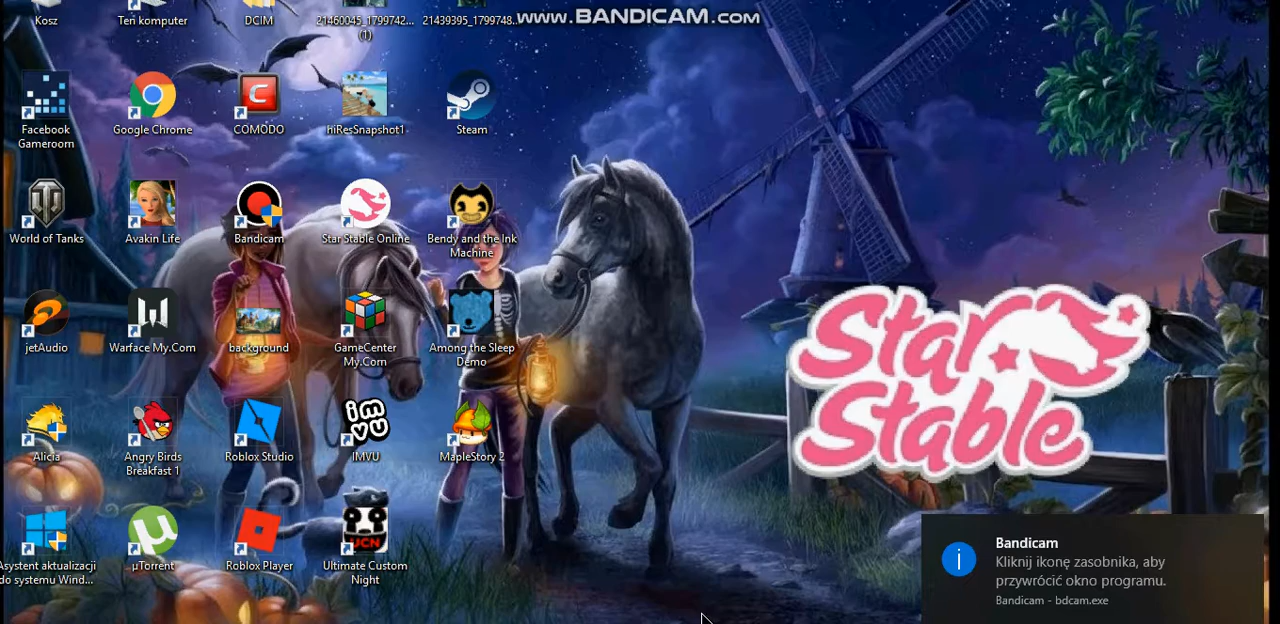 www.BANDICAM.com
Kosz
Ten komputer
DCIM
21460045_1799742...
(1)
21439395_1799748...
Facebook
Gameroom
Google Chrome
COMODO
hiResSnapshot1
Steam
World of Tanks
Avakin Life
Bandicam
Star Stable Online
Bendy and the Ink
Machine
jetAudio
Warface My.Com
background
GameCenter
My.Com
Among the Sleep
Demo
Alicia
Angry Birds
Breakfast 1
Roblox Studio
imvu
IMVU
MapleStory 2
Asystent aktualizacji
do systemu Wind...
µTorrent
Roblox Player
UCN
Ultimate Custom
Night
Star
Stable
Bandicam
Kliknij ikonę zasobnika, aby
przywrócić okno programu.
Bandicam - bdcam.exe